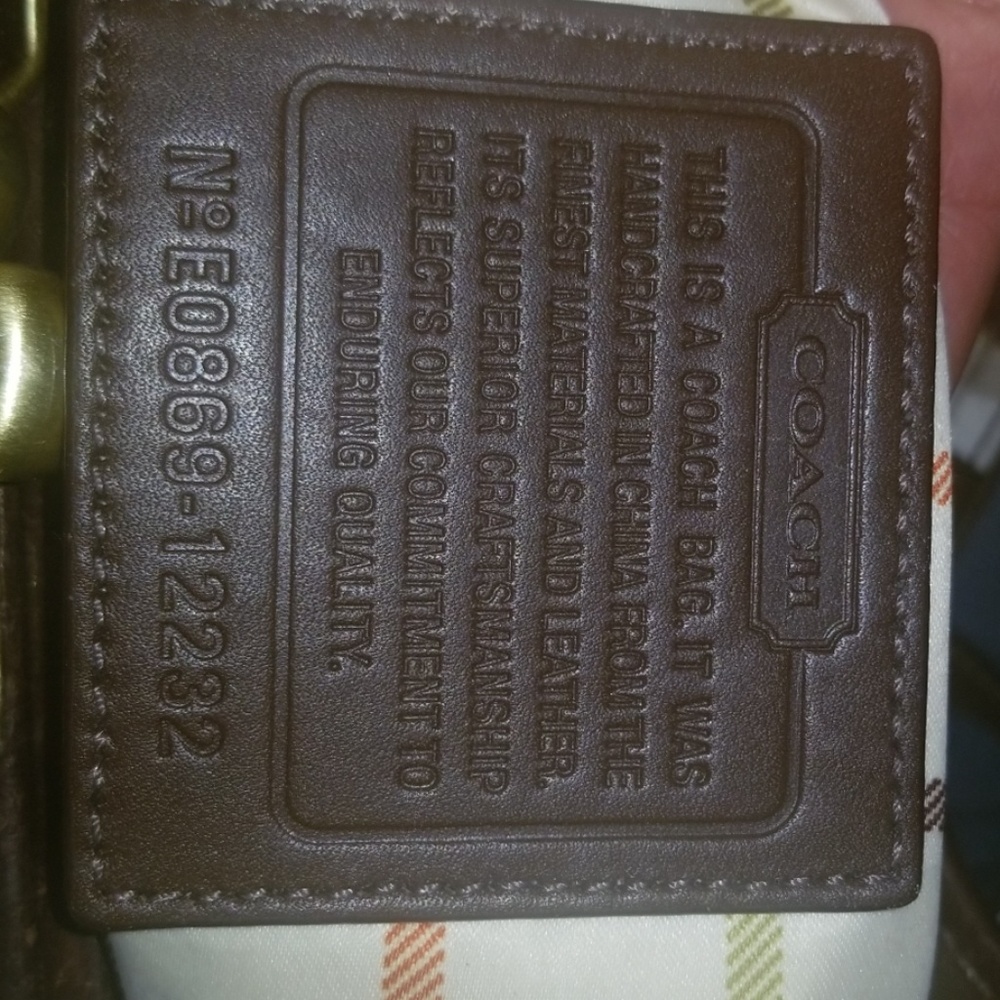 COACH
THIS IS A COACH BAG. IT WAS
HANDCRAFTED IN CHINA FROM THE
FINEST MATERIALS AND LEATHER.
ITS SUPERIOR CRAFTSMANSHIP
REFLECTS OUR COMMITMENT TO
ENDURING QUALITY.
Nº E0869-12232